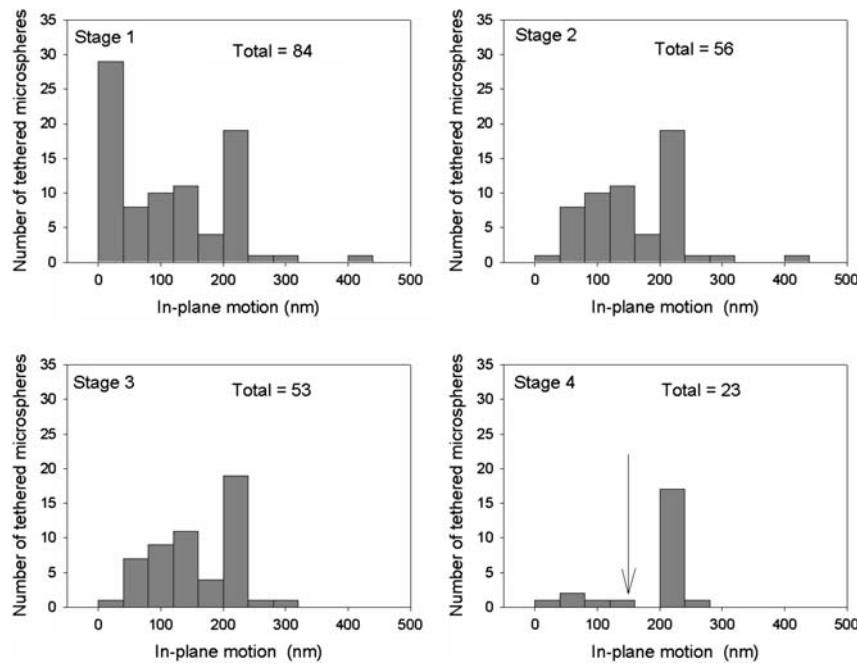 Stage 1
Total = 84
Number of tethered microspheres
35
30
25
20
15
10
5
0
0 100 200 300 400 500
In-plane motion (nm)
Stage 2
Total = 56
Number of tethered microspheres
35
30
25
20
15
10
5
0
0 100 200 300 400 500
In-plane motion (nm)
Stage 3
Total = 53
Number of tethered microspheres
35
30
25
20
15
10
5
0
0 100 200 300 400 500
In-plane motion (nm)
Stage 4
Total = 23
Number of tethered microspheres
35
30
25
20
15
10
5
0
0 100 200 300 400 500
In-plane motion (nm)